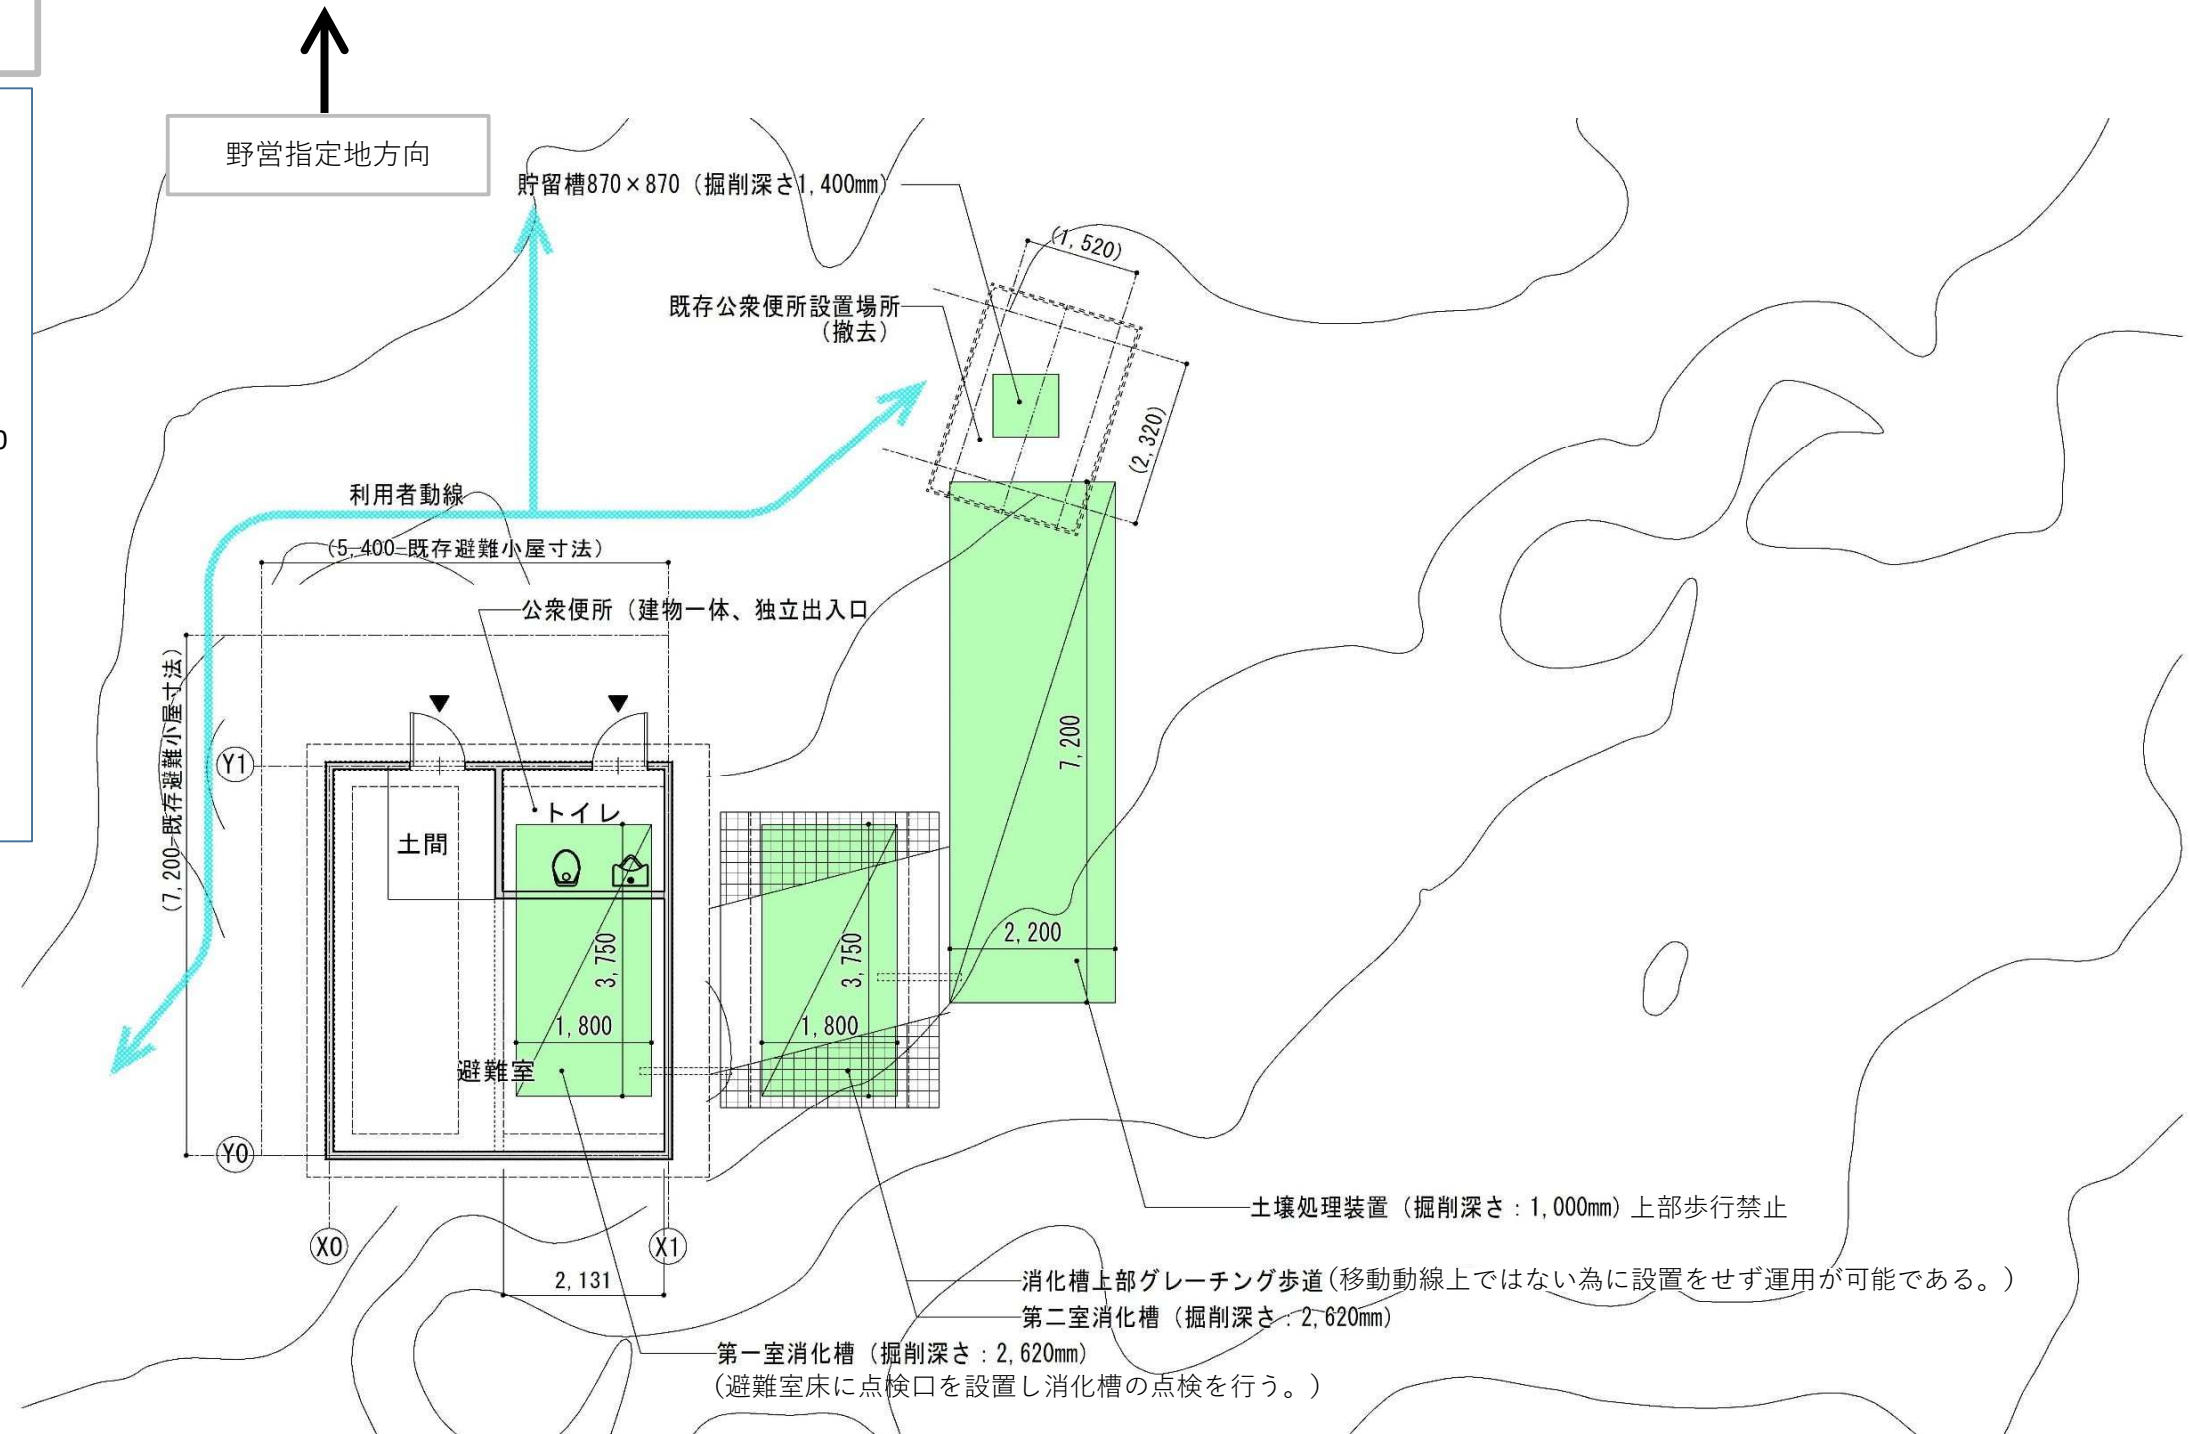 野営指定地方向
貯留槽870×870（掘削深さ1,400mm）
(1,520)
既存公衆便所設置場所
（撤去）
(2,320)
0
利用者動線
(5,400 既存避難小屋寸法）
公衆便所（建物一体、独立出入口
(7,200 既存避難小屋寸法）
7,200
Y1
トイレ
土間
2,200
3,750
3,750
1,800
1,800
避難室
Y0
土壌処理装置（掘削深さ：1,000mm）上部歩行禁止
X0
X1
2,131
消化槽上部グレーチング歩道(移動動線上ではない為に設置をせず運用が可能である。）
第二室消化槽（掘削深さ：2,620mm）
第一室消化槽（掘削深さ：2,620mm）
（避難室床に点検口を設置し消化槽の点検を行う。）